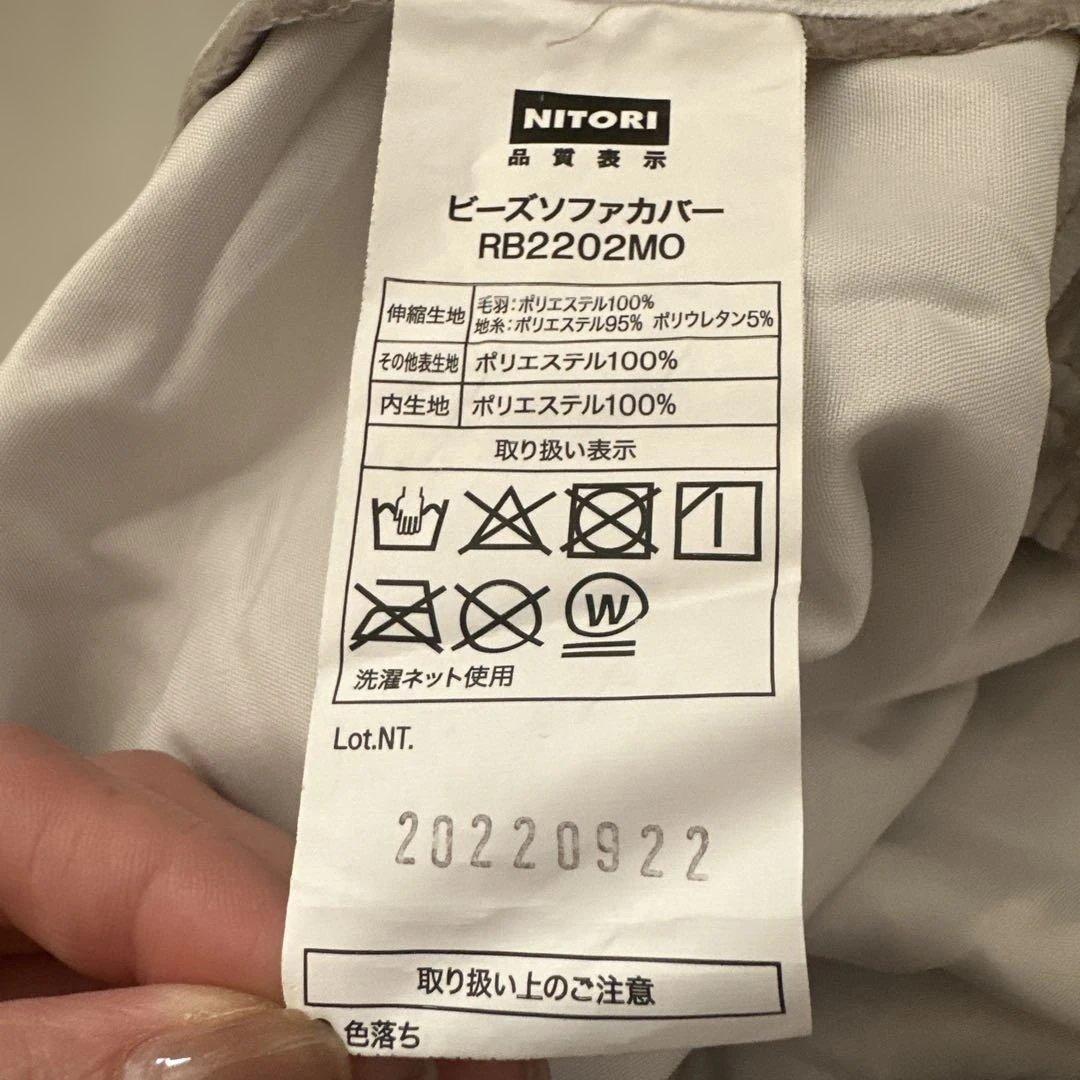 NITORI
品質表示
ビーズソファカバー
RB2202MO
伸縮生地 毛羽:ポリエステル100%
地糸:ポリエステル95% ポリウレタン5%
その他表生地 ポリエステル100%
内生地 ポリエステル100%
取り扱い表示
W
洗濯ネット使用
Lot.NT.
20220922
取り扱い上のご注意
色落ち